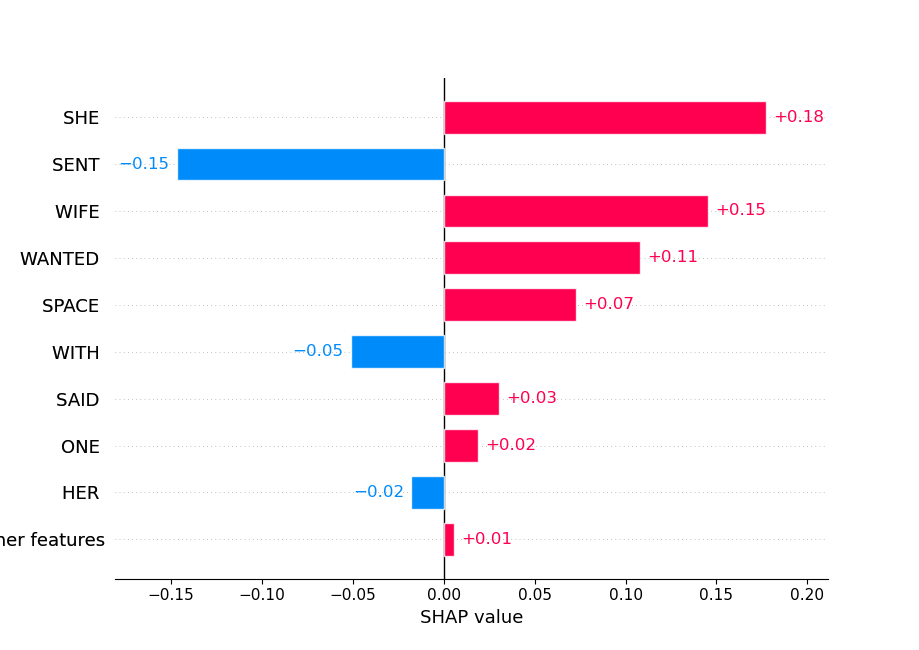 SHE +0.18
SENT −0.15
WIFE +0.15
WANTED +0.11
SPACE +0.07
WITH −0.05
SAID +0.03
ONE +0.02
HER −0.02
features +0.01
−0.15 −0.10 −0.05 0.00 0.05 0.10 0.15 0.20
SHAP value